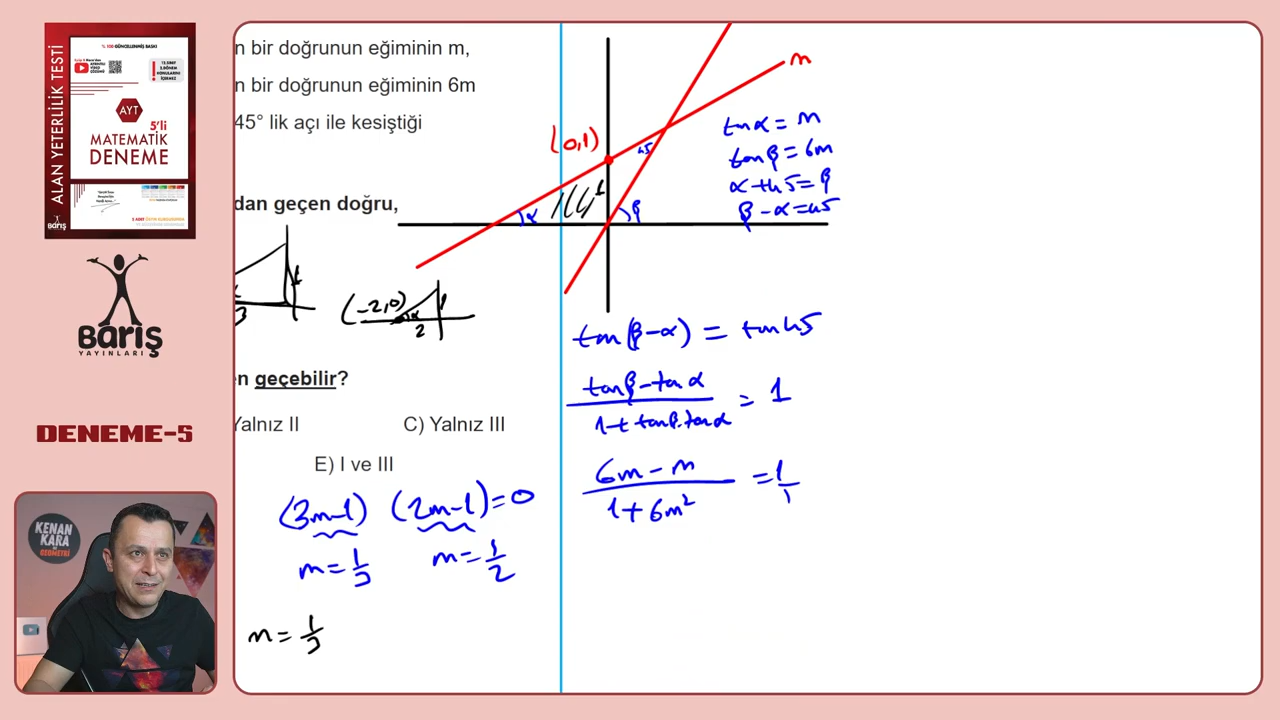 ALAN YETERLİLİK TESTİ
% 100 GÜNCELLENMİŞ BASKI
AYT
5'li
MATEMATİK
DENEME
BARIŞ
YAYINLARI
DENEME-5
KENAN
KARA
GEOMETRİ
n bir doğrunun eğiminin m,
n bir doğrunun eğiminin 6m
45° lik açı ile kesiştiği
dan geçen doğru,
3
(-2,0)
α
2
n geçebilir?
Yalnız II
C) Yalnız III
E) I ve III
(3m-1) (2m-1)=0
m=1/3
m=1/2
m=1/3
m
(0,1)
45
α
β
tanα = m
tanβ = 6m
α+45=β
β-α=45
tan(β-α) = tan45
tanβ-tanα / 1+tanβ.tanα = 1
6m-m / 1+6m² = 1/1